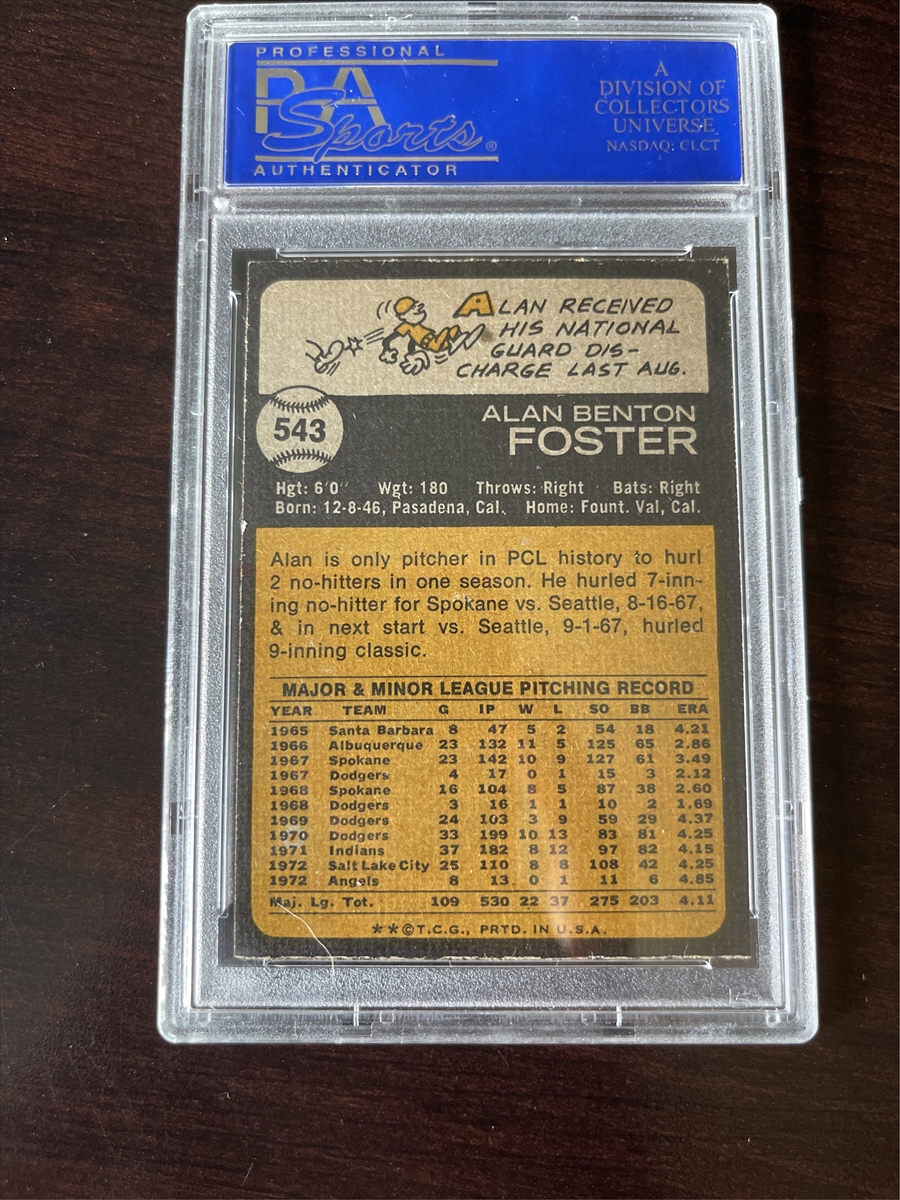 PROFESSIONAL
PSA
Sports®
AUTHENTICATOR
A
DIVISION OF
COLLECTORS
UNIVERSE
NASDAQ: CLCT
ALAN RECEIVED
HIS NATIONAL
GUARD DIS-
CHARGE LAST AUG.
543
ALAN BENTON
FOSTER
Hgt: 6'0" Wgt: 180 Throws: Right Bats: Right
Born: 12-8-46, Pasadena, Cal. Home: Fount. Val, Cal.
Alan is only pitcher in PCL history to hurl
2 no-hitters in one season. He hurled 7-inn-
ing no-hitter for Spokane vs. Seattle, 8-16-67,
& in next start vs. Seattle, 9-1-67, hurled
9-inning classic.
MAJOR & MINOR LEAGUE PITCHING RECORD
YEAR TEAM G IP W L SO BB ERA
1965 Santa Barbara 8 47 5 2 54 18 4.21
1966 Albuquerque 23 132 11 5 125 65 2.86
1967 Spokane 23 142 10 9 127 61 3.49
1967 Dodgers 4 17 0 1 15 3 2.12
1968 Spokane 16 104 8 5 87 38 2.60
1968 Dodgers 3 16 1 1 10 2 1.69
1969 Dodgers 24 103 3 9 59 29 4.37
1970 Dodgers 33 199 10 13 83 81 4.25
1971 Indians 37 182 8 12 97 82 4.15
1972 Salt Lake City 25 110 8 8 108 42 4.25
1972 Angels 8 13 0 1 11 6 4.85
Maj. Lg. Tot. 109 530 22 37 275 203 4.11
**©T.C.G., PRTD. IN U.S.A.